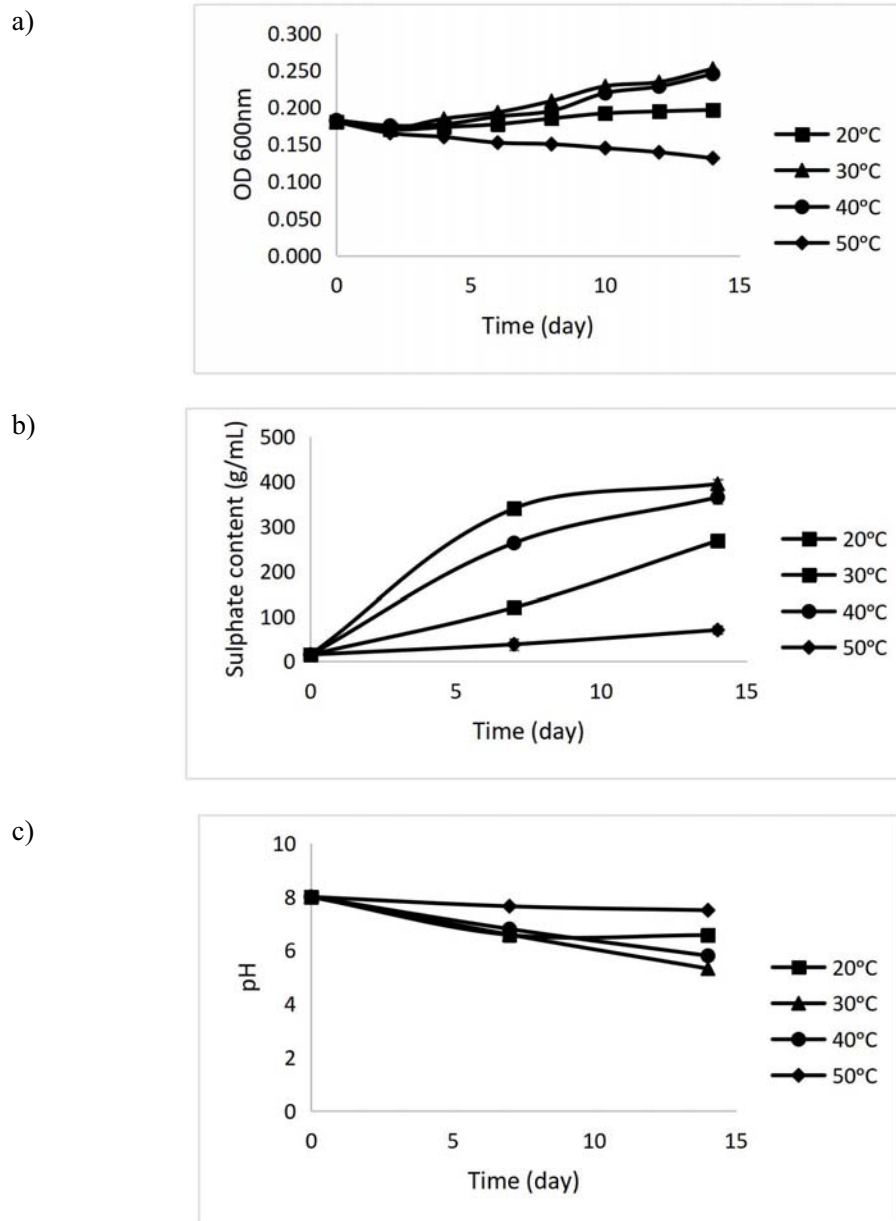 a)
0.300
0.250
0.200
0.150
0.100
0.050
0.000
OD 600nm
0 5 10 15
Time (day)
20°C
30°C
40°C
50°C
b)
500
400
300
200
100
0
Sulphate content (g/mL)
0 5 10 15
Time (day)
20°C
30°C
40°C
50°C
c)
10
8
6
4
2
0
pH
0 5 10 15
Time (day)
20°C
30°C
40°C
50°C